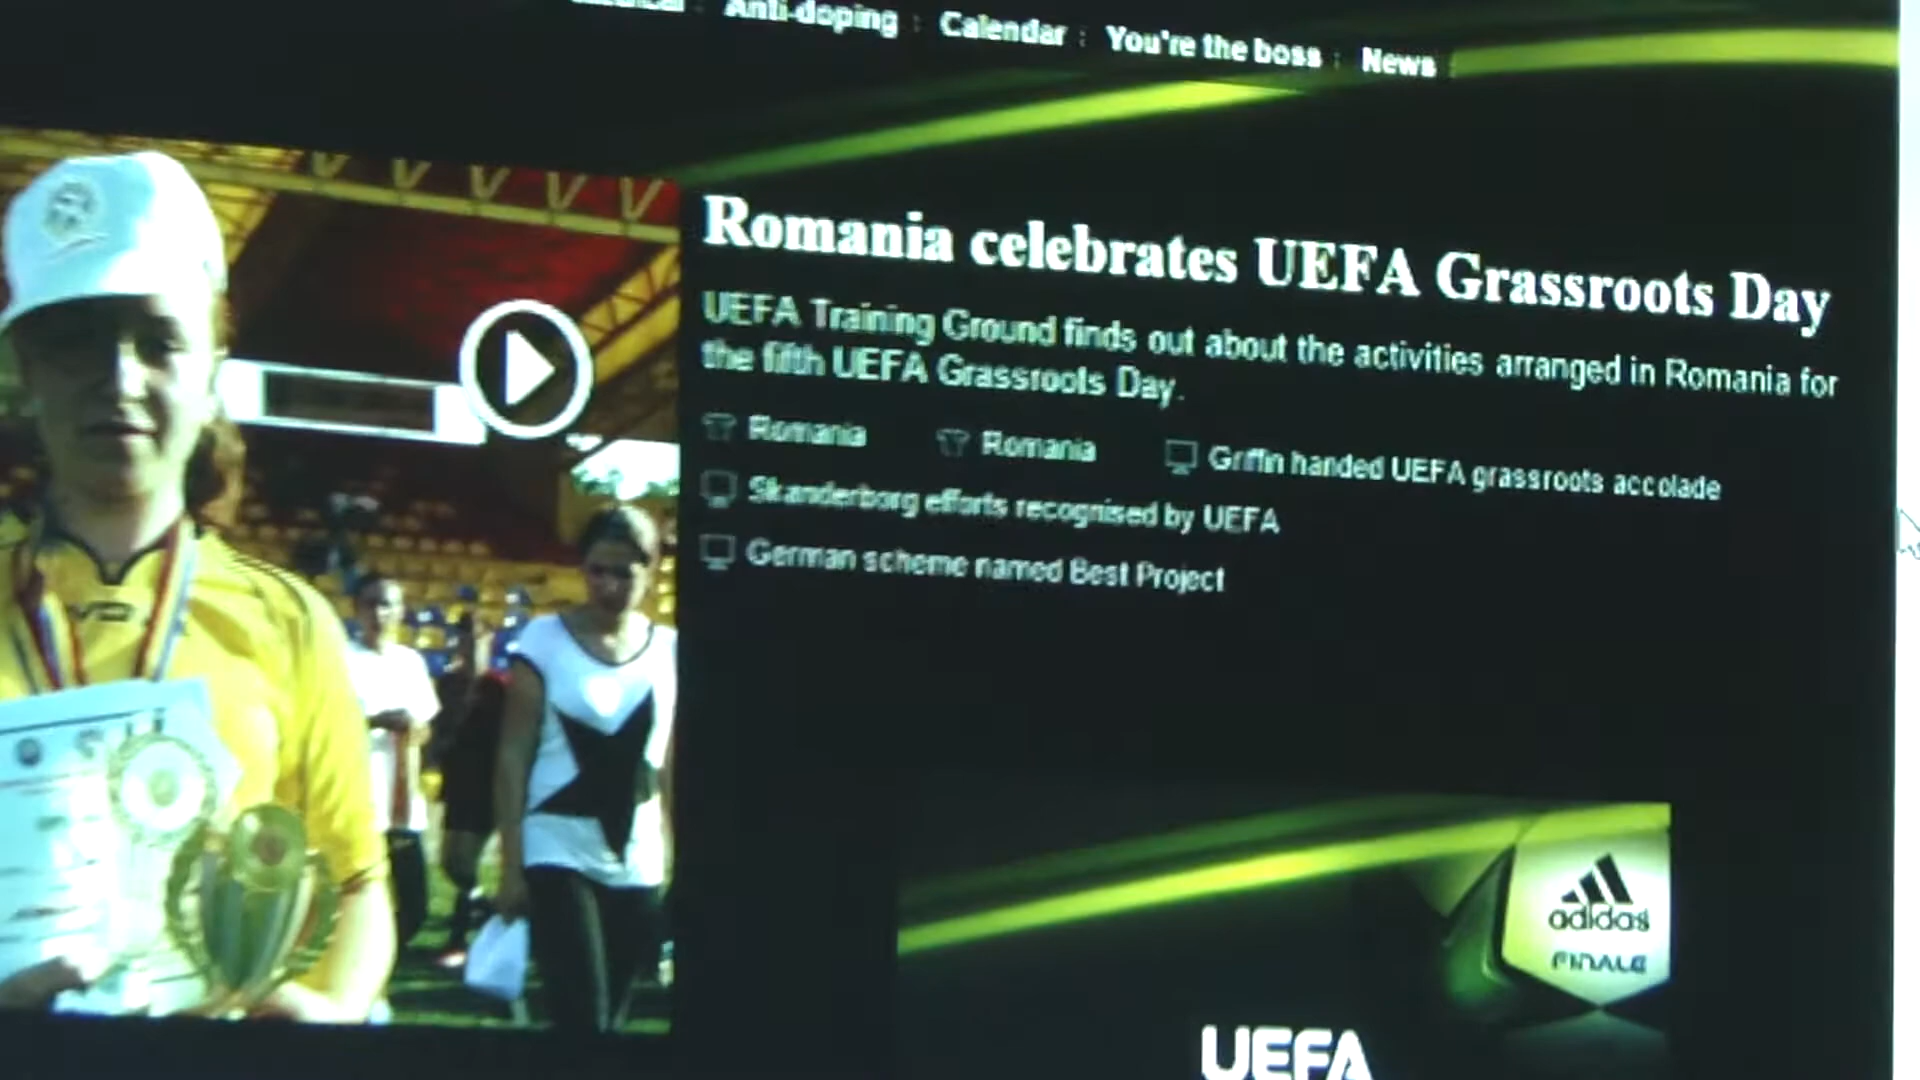 Anti-doping : Calendar : You're the boss : News
Romania celebrates UEFA Grassroots Day
UEFA Training Ground finds out about the activities arranged in Romania for
the fifth UEFA Grassroots Day.
Romania Romania Griffin handed UEFA grassroots accolade
Skanderborg efforts recognised by UEFA
German scheme named Best Project
adidas
FINALE
UEFA